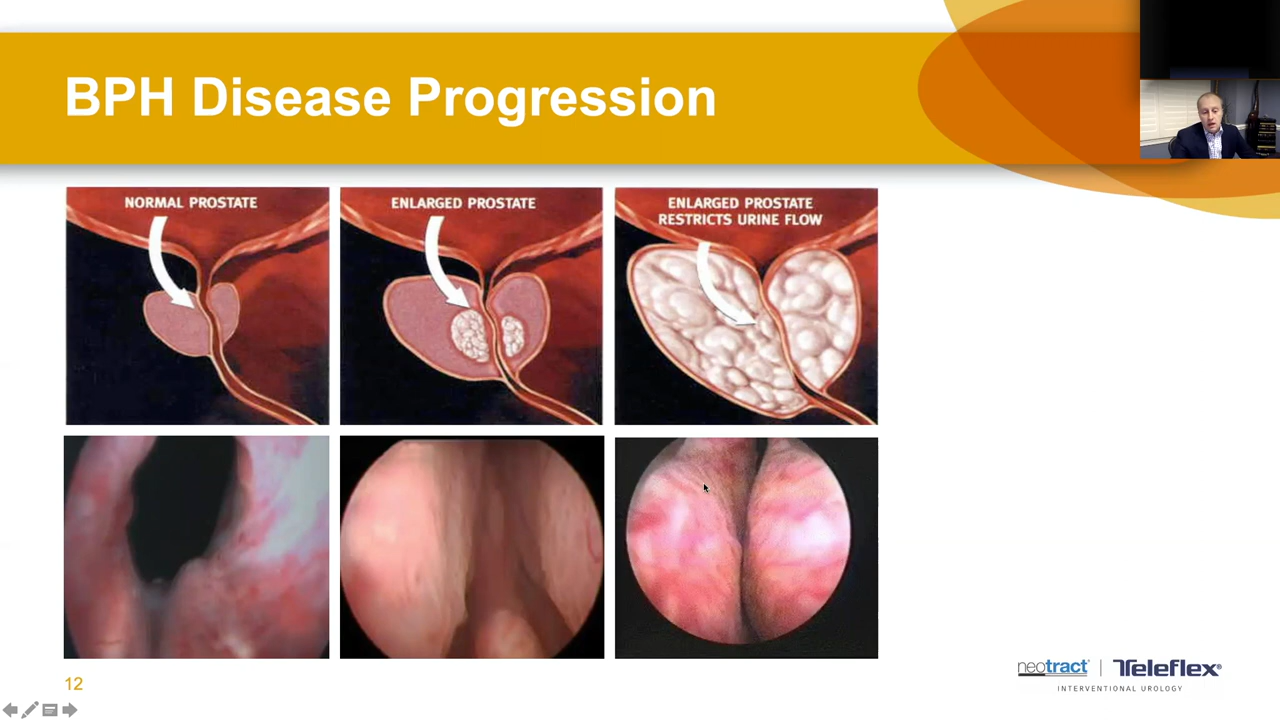 BPH Disease Progression
NORMAL PROSTATE
ENLARGED PROSTATE
ENLARGED PROSTATE
RESTRICTS URINE FLOW
12
neotract® | Teleflex®
INTERVENTIONAL UROLOGY